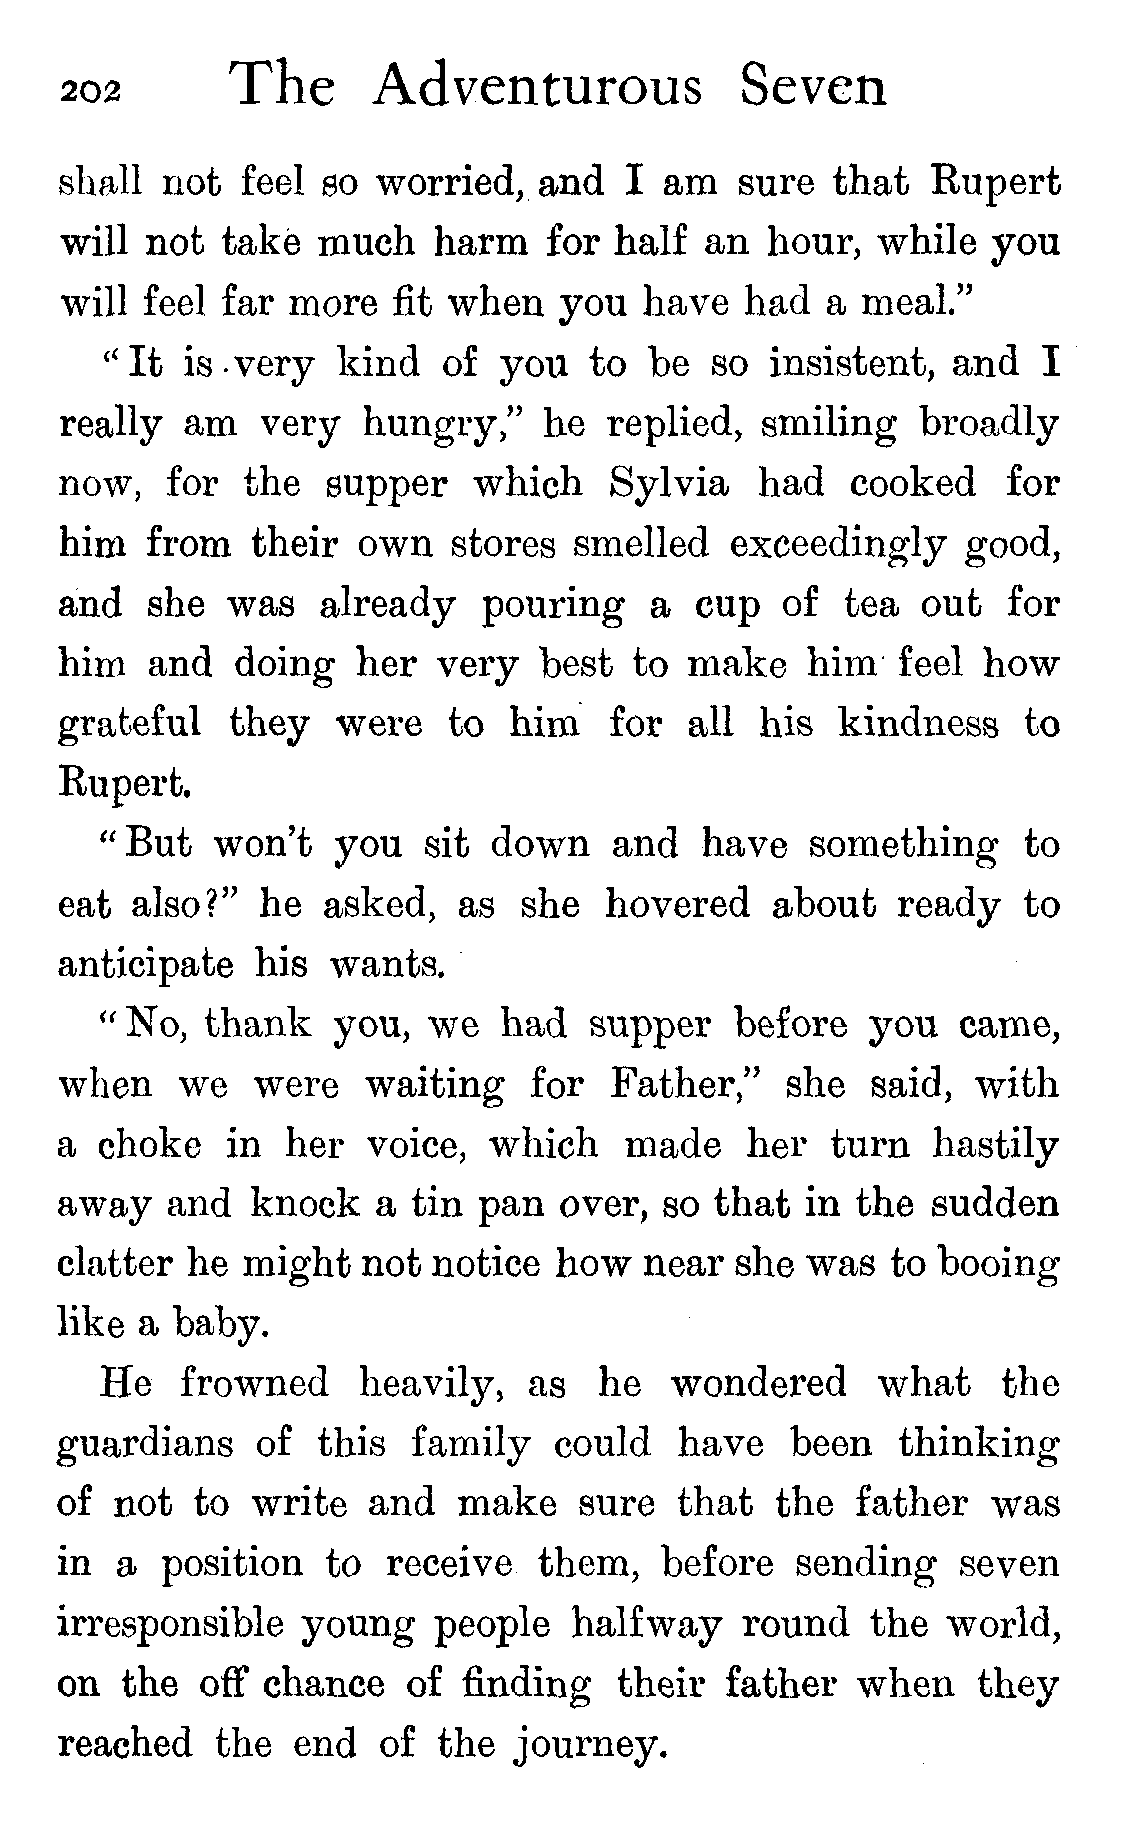 202 The Adventurous Seven
shall not feel so worried, and I am sure that Rupert
will not take much harm for half an hour, while you
will feel far more fit when you have had a meal.”
“It is very kind of you to be so insistent, and I
really am very hungry,” he replied, smiling broadly
now, for the supper which Sylvia had cooked for
him from their own stores smelled exceedingly good,
and she was already pouring a cup of tea out for
him and doing her very best to make him feel how
grateful they were to him for all his kindness to
Rupert.
“But won’t you sit down and have something to
eat also?” he asked, as she hovered about ready to
anticipate his wants.
“No, thank you, we had supper before you came,
when we were waiting for Father,” she said, with
a choke in her voice, which made her turn hastily
away and knock a tin pan over, so that in the sudden
clatter he might not notice how near she was to booing
like a baby.
He frowned heavily, as he wondered what the
guardians of this family could have been thinking
of not to write and make sure that the father was
in a position to receive them, before sending seven
irresponsible young people halfway round the world,
on the off chance of finding their father when they
reached the end of the journey.